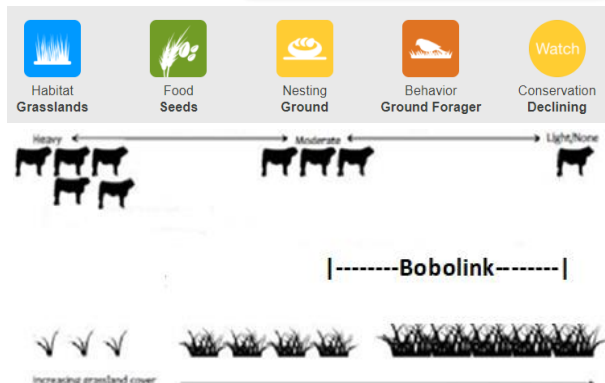 Watch
Habitat
Grasslands
Food
Seeds
Nesting
Ground
Behavior
Ground Forager
Conservation
Declining
Heavy
Moderate
Light/None
|--------Bobolink--------|
Increasing grassland cover